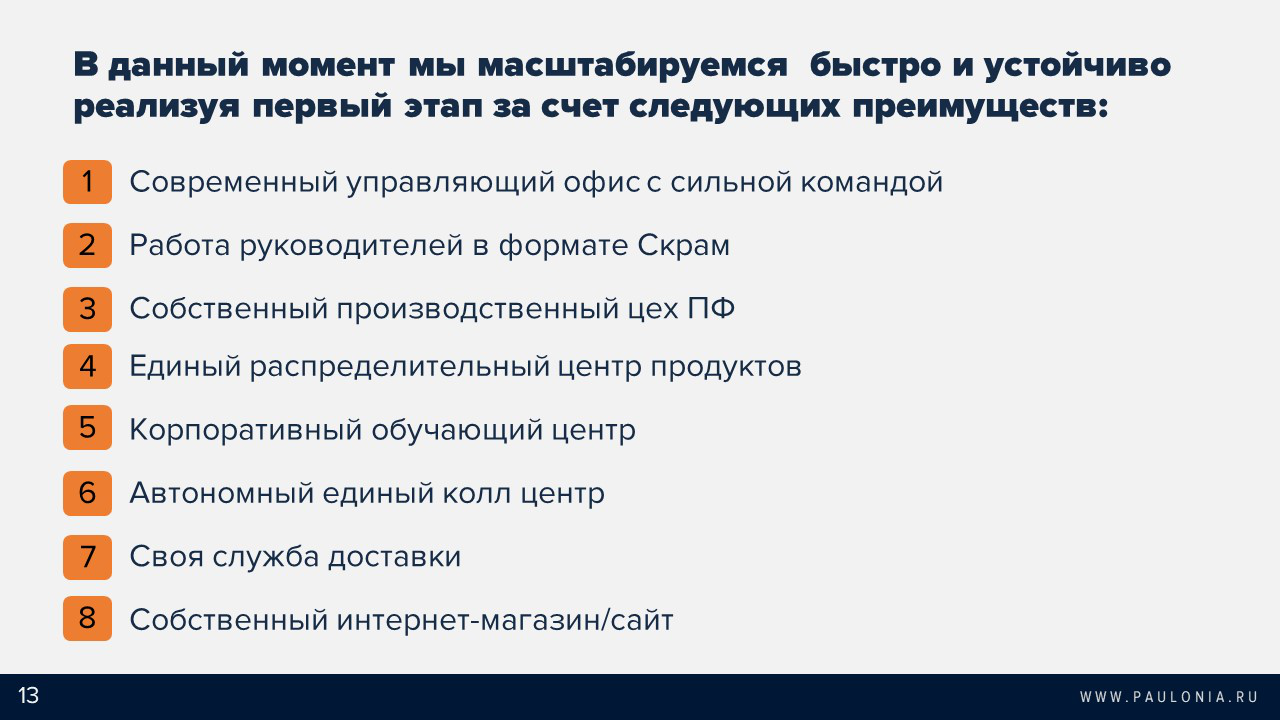 В данный момент мы масштабируемся  быстро и устойчиво
реализуя первый этап за счет следующих преимуществ:
1 Современный управляющий офис с сильной командой
2 Работа руководителей в формате Скрам
3 Собственный производственный цех ПФ
4 Единый распределительный центр продуктов
5 Корпоративный обучающий центр
6 Автономный единый колл центр
7 Своя служба доставки
8 Собственный интернет-магазин/сайт
13 WWW.PAULONIA.RU